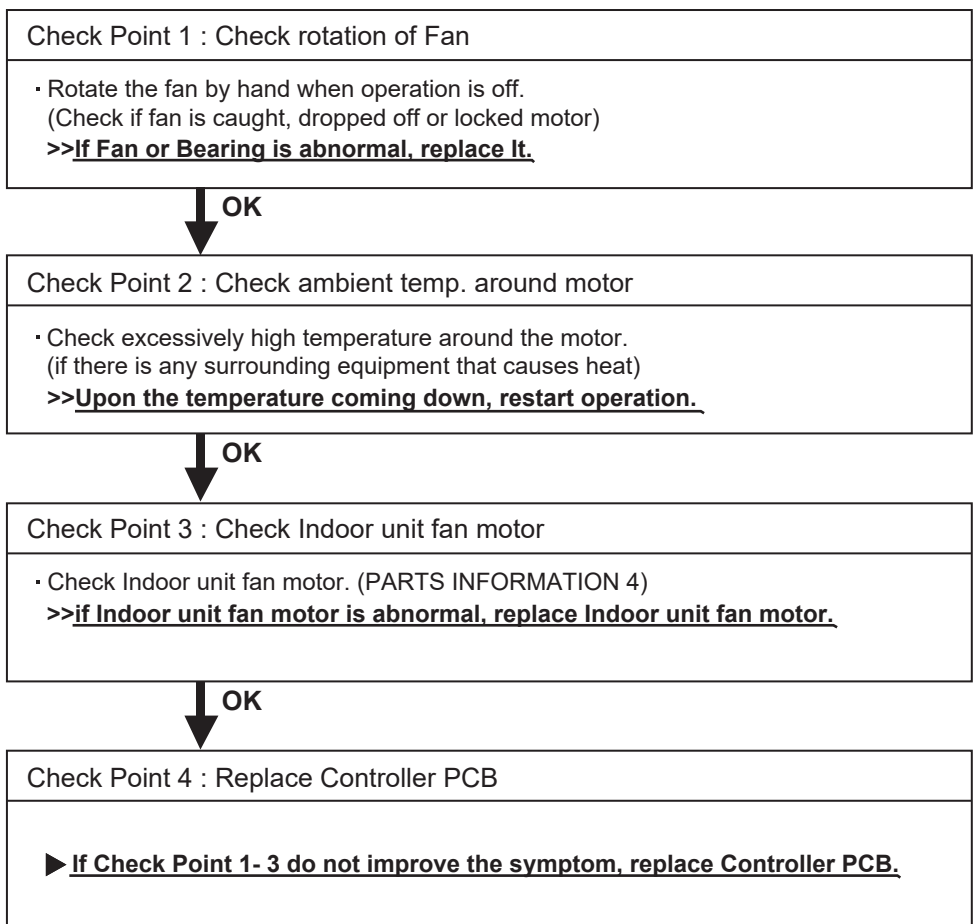 Check Point 1 : Check rotation of Fan
· Rotate the fan by hand when operation is off.
(Check if fan is caught, dropped off or locked motor)
>>If Fan or Bearing is abnormal, replace It.
OK
Check Point 2 : Check ambient temp. around motor
· Check excessively high temperature around the motor.
(if there is any surrounding equipment that causes heat)
>>Upon the temperature coming down, restart operation.
OK
Check Point 3 : Check Indoor unit fan motor
· Check Indoor unit fan motor. (PARTS INFORMATION 4)
>>if Indoor unit fan motor is abnormal, replace Indoor unit fan motor.
OK
Check Point 4 : Replace Controller PCB
▶ If Check Point 1- 3 do not improve the symptom, replace Controller PCB.